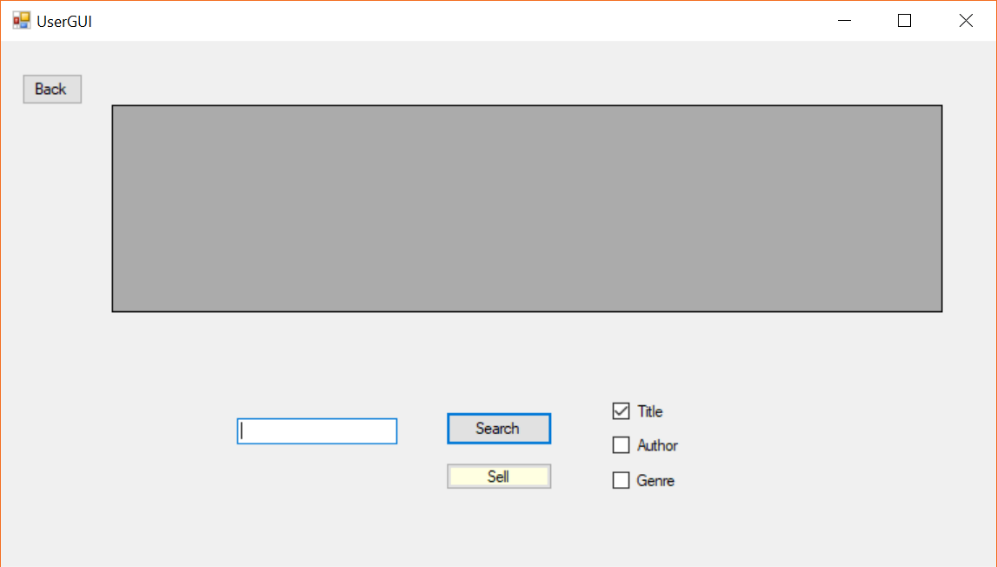 UserGUI
Back
Search
Sell
Title
Author
Genre